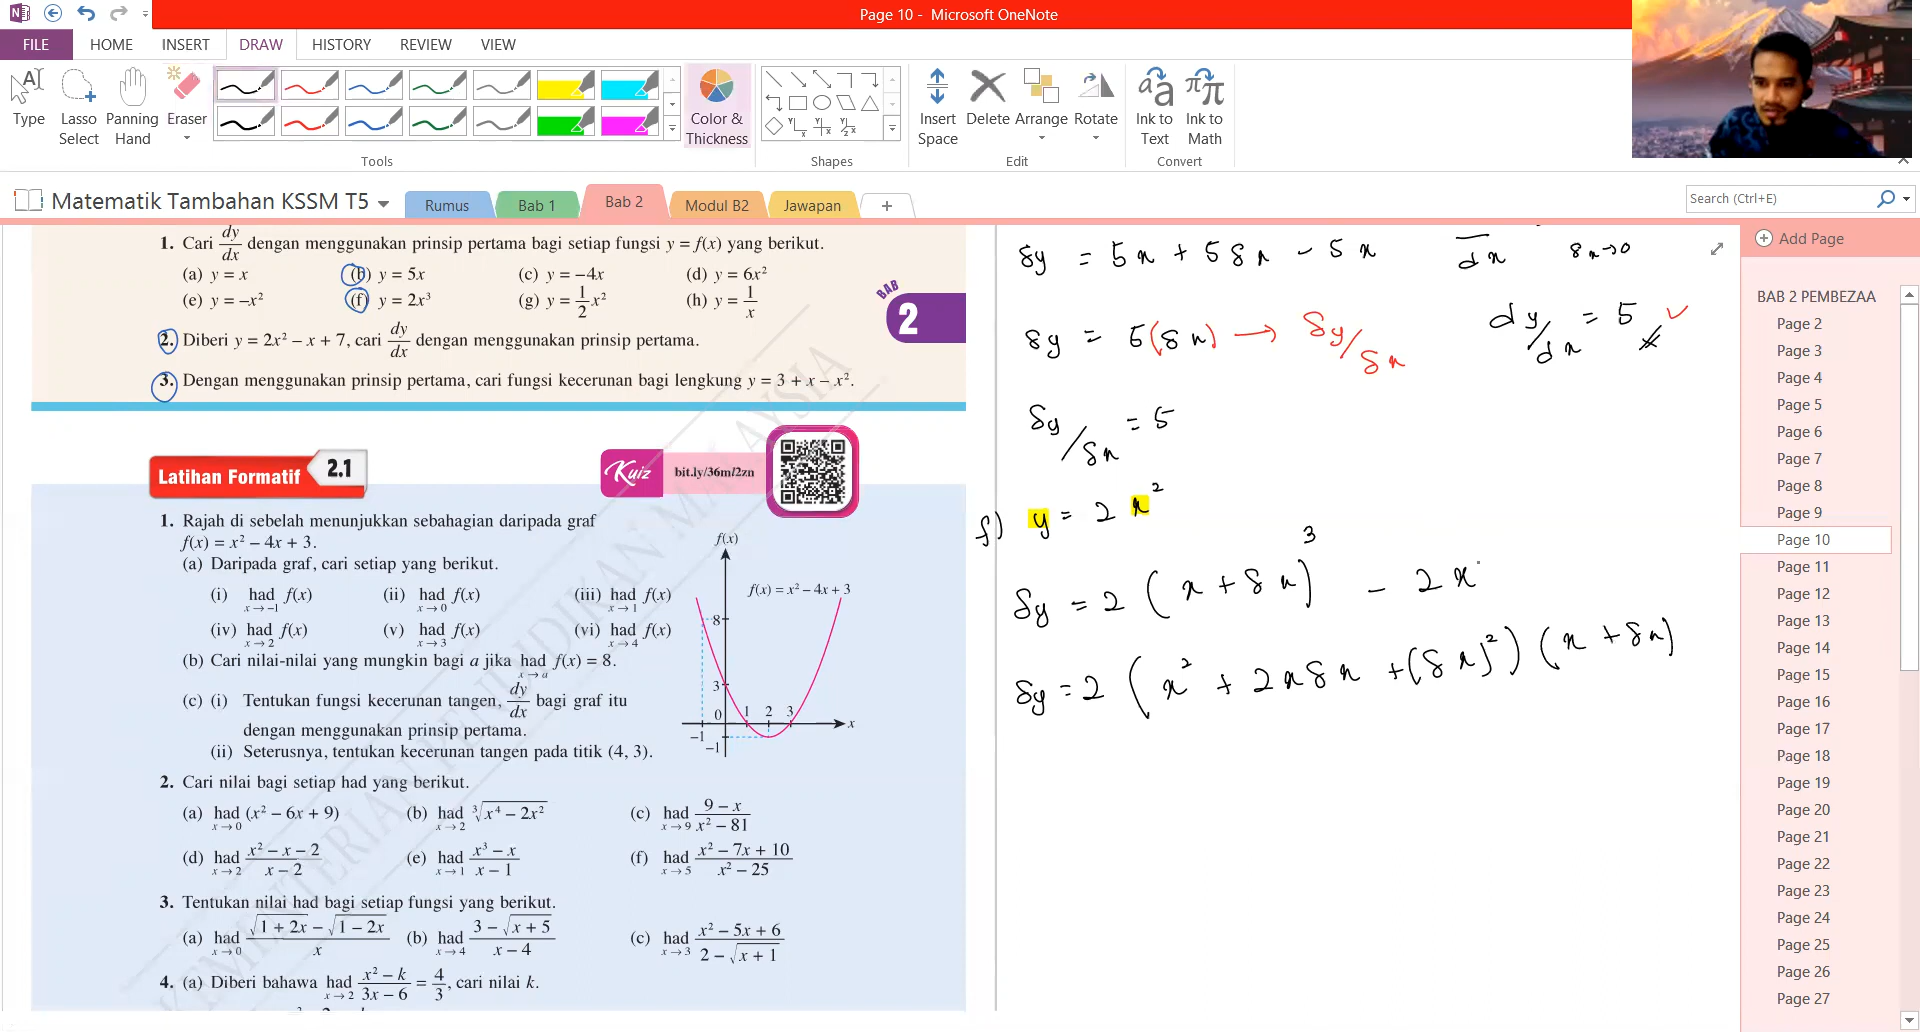 Page 10 - Microsoft OneNote
FILE HOME INSERT DRAW HISTORY REVIEW VIEW
Type
Lasso Select
Panning Hand
Eraser
Color & Thickness
Insert Space
Delete
Arrange
Rotate
Ink to Text
Ink to Math
Tools Shapes Edit Convert
Matematik Tambahan KSSM T5
Rumus Bab 1 Bab 2 Modul B2 Jawapan +
Search (Ctrl+E)
1. Cari dy/dx dengan menggunakan prinsip pertama bagi setiap fungsi y = f(x) yang berikut.
(a) y = x (b) y = 5x (c) y = −4x (d) y = 6x²
(e) y = −x² (f) y = 2x³ (g) y = 1/2 x² (h) y = 1/x
2. Diberi y = 2x² − x + 7, cari dy/dx dengan menggunakan prinsip pertama.
3. Dengan menggunakan prinsip pertama, cari fungsi kecerunan bagi lengkung y = 3 + x − x².
BAB 2
Latihan Formatif 2.1
Kuiz bit.ly/36m/2zn
1. Rajah di sebelah menunjukkan sebahagian daripada graf
f(x) = x² − 4x + 3.
(a) Daripada graf, cari setiap yang berikut.
(i) had x→−1 f(x) (ii) had x→0 f(x) (iii) had x→1 f(x)
(iv) had x→2 f(x) (v) had x→3 f(x) (vi) had x→4 f(x)
(b) Cari nilai-nilai yang mungkin bagi a jika had x→a f(x) = 8.
(c) (i) Tentukan fungsi kecerunan tangen, dy/dx bagi graf itu
dengan menggunakan prinsip pertama.
(ii) Seterusnya, tentukan kecerunan tangen pada titik (4, 3).
f(x)
f(x) = x² − 4x + 3
8
3
0 1 2 3 x
−1
−1
2. Cari nilai bagi setiap had yang berikut.
(a) had x→0 (x² − 6x + 9) (b) had x→2 ³√(x⁴ − 2x²) (c) had x→9 (9 − x)/(x² − 81)
(d) had x→2 (x² − x − 2)/(x − 2) (e) had x→1 (x³ − x)/(x − 1) (f) had x→5 (x² − 7x + 10)/(x² − 25)
3. Tentukan nilai had bagi setiap fungsi yang berikut.
(a) had x→0 (√(1 + 2x) − √(1 − 2x))/x (b) had x→4 (3 − √(x + 5))/(x − 4) (c) had x→3 (x² − 5x + 6)/(2 − √(x + 1))
4. (a) Diberi bahawa had x→2 (x² − k)/(3x − 6) = 4/3, cari nilai k.
KEMENTERIAN PENDIDIKAN MALAYSIA
δy = 5x + 5δx − 5x
dx δx→0
δy = 5(δx) → δy/δx
dy/dx = 5
δy/δx = 5
f) y = 2x²
δy = 2(x + δx)³ − 2x
δy = 2(x² + 2xδx + (δx)²)(x + δx)
Add Page
BAB 2 PEMBEZAA
Page 2
Page 3
Page 4
Page 5
Page 6
Page 7
Page 8
Page 9
Page 10
Page 11
Page 12
Page 13
Page 14
Page 15
Page 16
Page 17
Page 18
Page 19
Page 20
Page 21
Page 22
Page 23
Page 24
Page 25
Page 26
Page 27